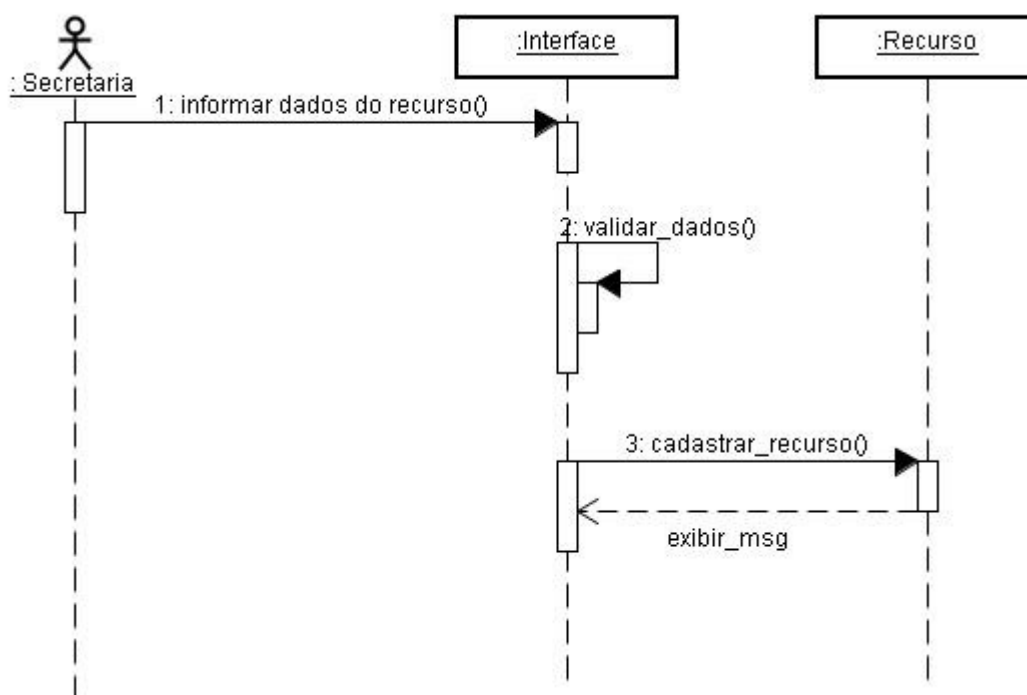 :Interface
:Recurso
: Secretaria
1: informar dados do recurso()
2: validar_dados()
3: cadastrar_recurso()
exibir_msg